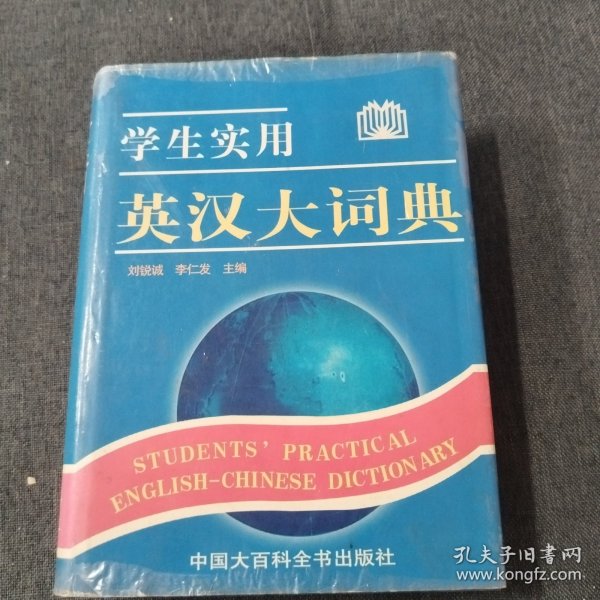 学生实用
英汉大词典
刘锐诚 李仁发 主编
STUDENTS' PRACTICAL
ENGLISH-CHINESE DICTIONARY
中国大百科全书出版社
孔夫子旧书网
www.kongfz.com